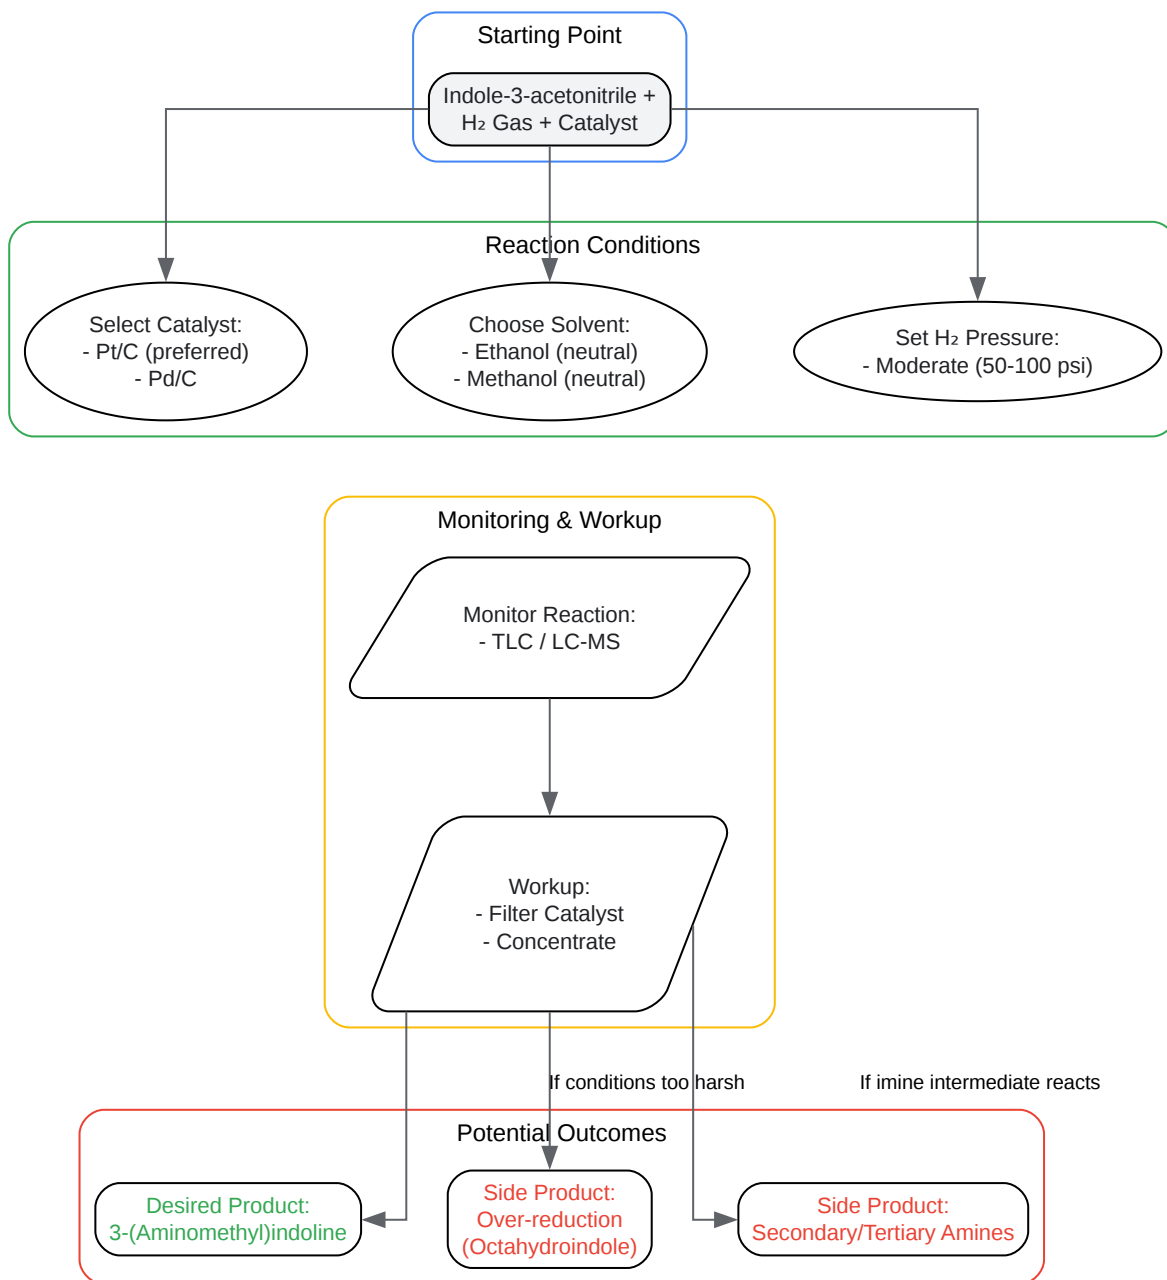 Starting Point
Indole-3-acetonitrile +
H₂ Gas + Catalyst
Reaction Conditions
Select Catalyst:
- Pt/C (preferred)
- Pd/C
Choose Solvent:
- Ethanol (neutral)
- Methanol (neutral)
Set H₂ Pressure:
- Moderate (50-100 psi)
Monitoring & Workup
Monitor Reaction:
- TLC / LC-MS
Workup:
- Filter Catalyst
- Concentrate
If conditions too harsh
If imine intermediate reacts
Potential Outcomes
Desired Product:
3-(Aminomethyl)indoline
Side Product:
Over-reduction
(Octahydroindole)
Side Product:
Secondary/Tertiary Amines